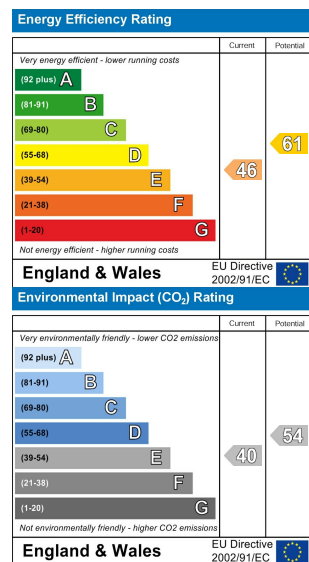 Energy Efficiency Rating
Current Potential
Very energy efficient - lower running costs
(92 plus) A
(81-91) B
(69-80) C
(55-68) D
(39-54) E
(21-38) F
(1-20) G
46
61
Not energy efficient - higher running costs
England & Wales
EU Directive
2002/91/EC
Environmental Impact (CO₂) Rating
Current Potential
Very environmentally friendly - lower CO2 emissions
(92 plus) A
(81-91) B
(69-80) C
(55-68) D
(39-54) E
(21-38) F
(1-20) G
40
54
Not environmentally friendly - higher CO2 emissions
England & Wales
EU Directive
2002/91/EC